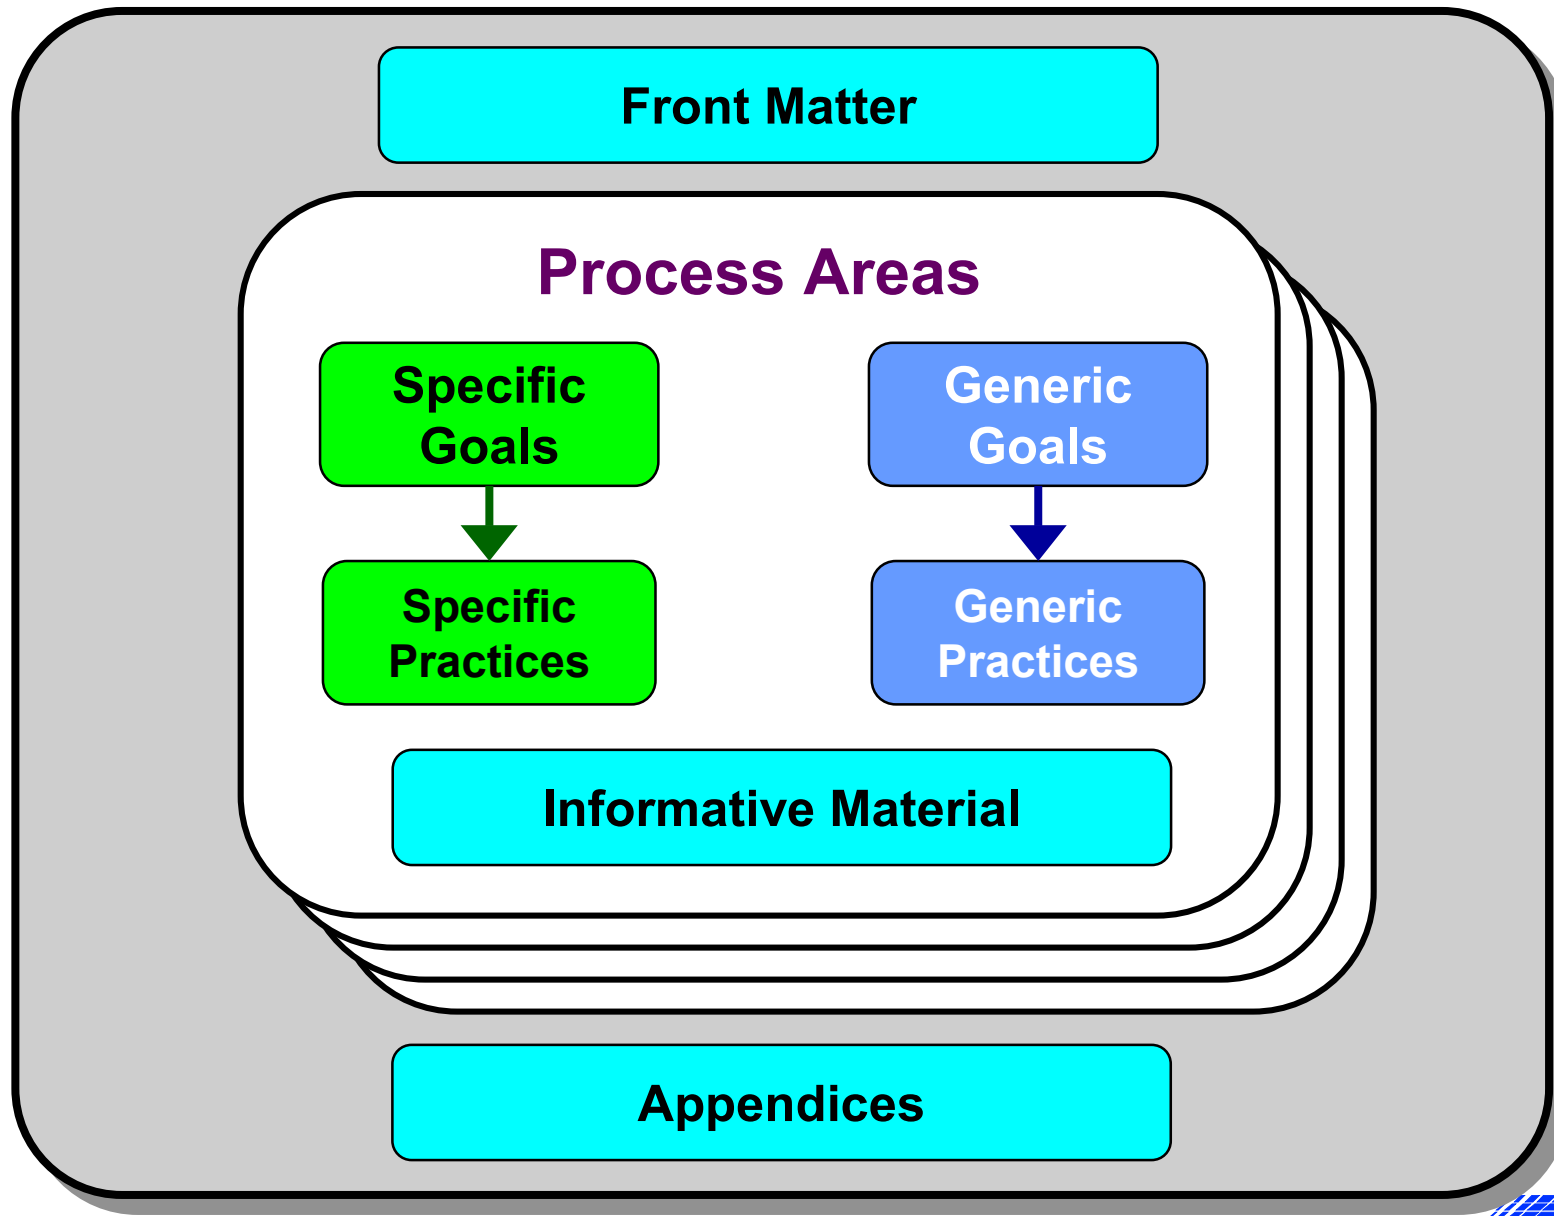 Front Matter
Process Areas
Specific
Goals
Generic
Goals
Specific
Practices
Generic
Practices
Informative Material
Appendices